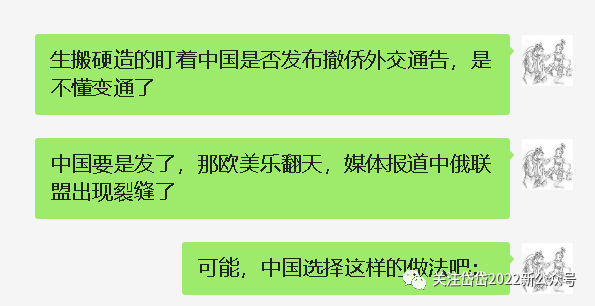 生搬硬造的盯着中国是否发布撤侨外交通告，是
不懂变通了
中国要是发了，那欧美乐翻天，媒体报道中俄联
盟出现裂缝了
可能，中国选择这样的做法吧；
关注岱岱2022新公众号